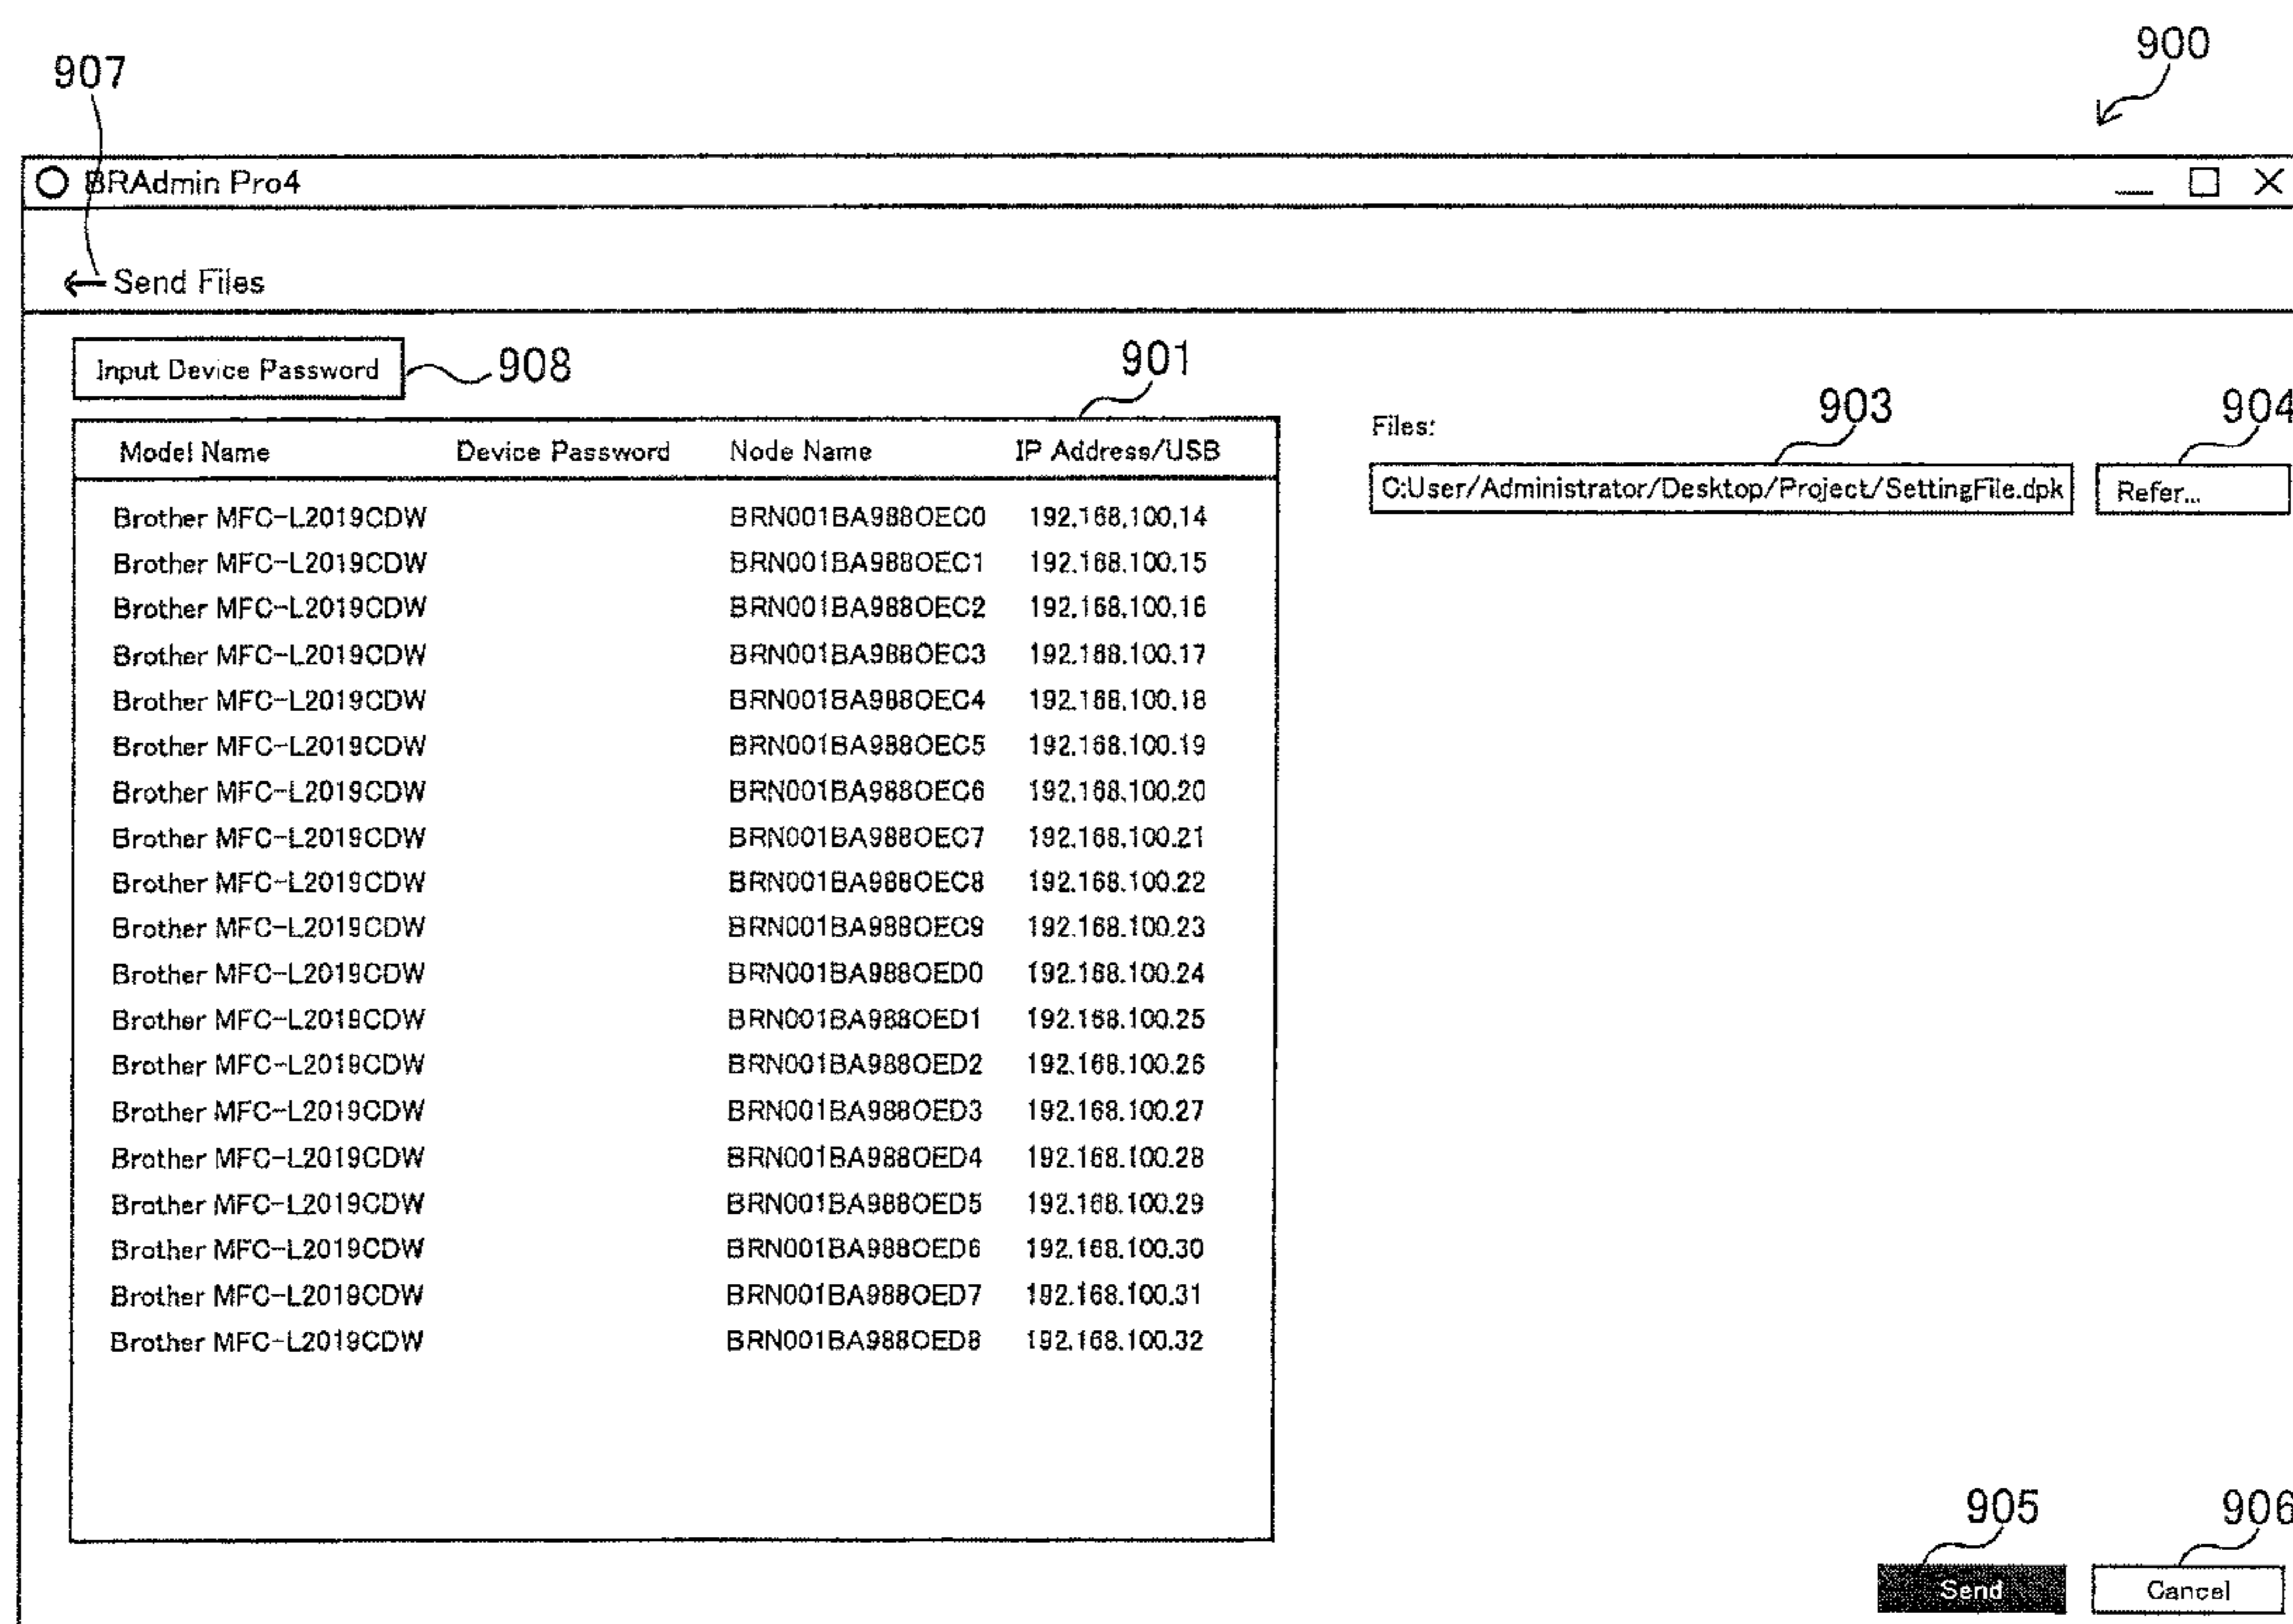 907
900
BRAdmin Pro4
← Send Files
Input Device Password 908
901
903
904
Files:
Model Name Device Password Node Name IP Address/USB
C:User/Administrator/Desktop/Project/SettingFile.dpk Refer...
Brother MFC-L2019CDW BRN001BA988OEC0 192.168.100.14
Brother MFC-L2019CDW BRN001BA988OEC1 192.168.100.15
Brother MFC-L2019CDW BRN001BA988OEC2 192.168.100.16
Brother MFC-L2019CDW BRN001BA988OEC3 192.168.100.17
Brother MFC-L2019CDW BRN001BA988OEC4 192.168.100.18
Brother MFC-L2019CDW BRN001BA988OEC5 192.168.100.19
Brother MFC-L2019CDW BRN001BA988OEC6 192.168.100.20
Brother MFC-L2019CDW BRN001BA988OEC7 192.168.100.21
Brother MFC-L2019CDW BRN001BA988OEC8 192.168.100.22
Brother MFC-L2019CDW BRN001BA988OEC9 192.168.100.23
Brother MFC-L2019CDW BRN001BA988OED0 192.168.100.24
Brother MFC-L2019CDW BRN001BA988OED1 192.168.100.25
Brother MFC-L2019CDW BRN001BA988OED2 192.168.100.26
Brother MFC-L2019CDW BRN001BA988OED3 192.168.100.27
Brother MFC-L2019CDW BRN001BA988OED4 192.168.100.28
Brother MFC-L2019CDW BRN001BA988OED5 192.168.100.29
Brother MFC-L2019CDW BRN001BA988OED6 192.168.100.30
Brother MFC-L2019CDW BRN001BA988OED7 192.168.100.31
Brother MFC-L2019CDW BRN001BA988OED8 192.168.100.32
905
906
Send Cancel